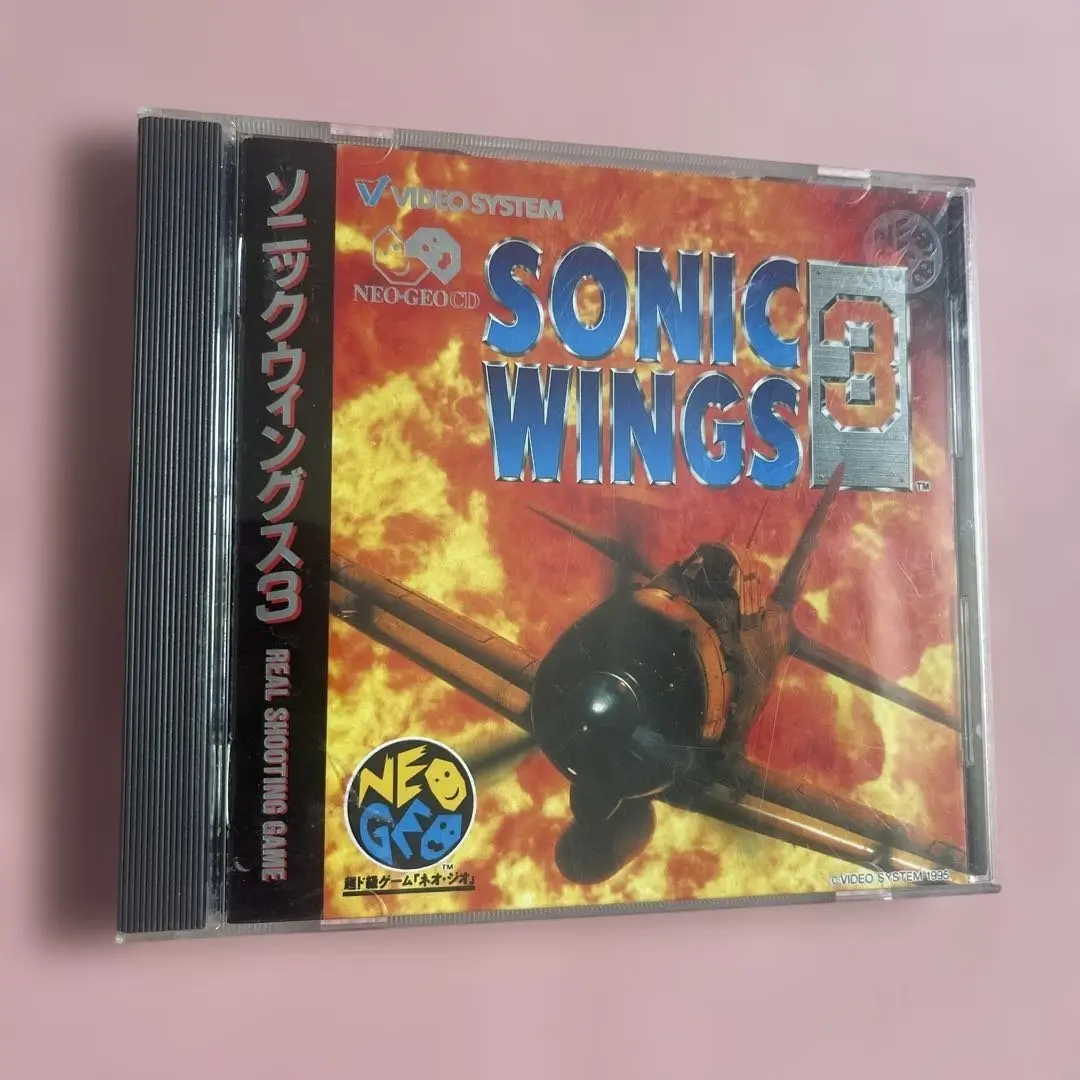 ソニックウィングス3 REAL SHOOTING GAME
VIDEO SYSTEM
NEO·GEO CD
SONIC
WINGS
3
TM
NEO
GEO
TM
超ド級ゲーム「ネオ・ジオ」
© VIDEO SYSTEM 1995
NEO
GEO